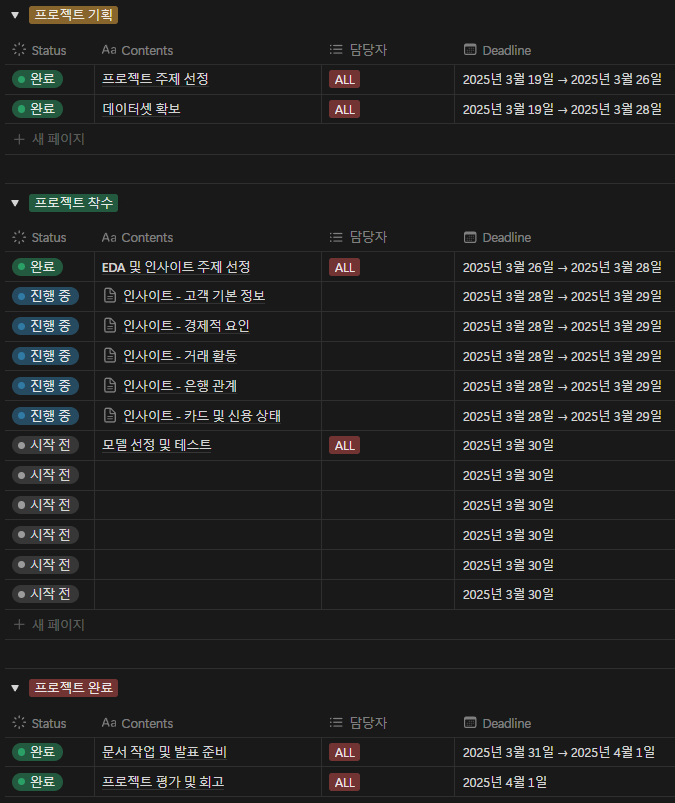 프로젝트 기획
Status Aa Contents 담당자 Deadline
완료 프로젝트 주제 선정 ALL 2025년 3월 19일 → 2025년 3월 26일
완료 데이터셋 확보 ALL 2025년 3월 19일 → 2025년 3월 28일
+ 새 페이지
프로젝트 착수
Status Aa Contents 담당자 Deadline
완료 EDA 및 인사이트 주제 선정 ALL 2025년 3월 26일 → 2025년 3월 28일
진행 중 인사이트 - 고객 기본 정보 2025년 3월 28일 → 2025년 3월 29일
진행 중 인사이트 - 경제적 요인 2025년 3월 28일 → 2025년 3월 29일
진행 중 인사이트 - 거래 활동 2025년 3월 28일 → 2025년 3월 29일
진행 중 인사이트 - 은행 관계 2025년 3월 28일 → 2025년 3월 29일
진행 중 인사이트 - 카드 및 신용 상태 2025년 3월 28일 → 2025년 3월 29일
시작 전 모델 선정 및 테스트 ALL 2025년 3월 30일
시작 전 2025년 3월 30일
시작 전 2025년 3월 30일
시작 전 2025년 3월 30일
시작 전 2025년 3월 30일
시작 전 2025년 3월 30일
+ 새 페이지
프로젝트 완료
Status Aa Contents 담당자 Deadline
완료 문서 작업 및 발표 준비 ALL 2025년 3월 31일 → 2025년 4월 1일
완료 프로젝트 평가 및 회고 ALL 2025년 4월 1일